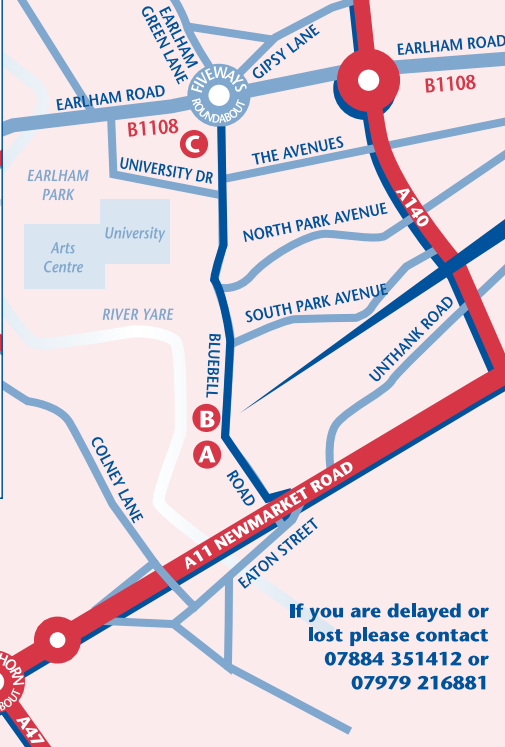 EARLHAM
GREEN LANE
GIPSY LANE
EARLHAM ROAD
B1108
FIVEWAYS
ROUNDABOUT
EARLHAM ROAD
B1108
C
THE AVENUES
UNIVERSITY DR
EARLHAM
PARK
A140
University
NORTH PARK AVENUE
Arts
Centre
SOUTH PARK AVENUE
RIVER YARE
UNTHANK ROAD
BLUEBELL
ROAD
B
A
COLNEY LANE
A11 NEWMARKET ROAD
EATON STREET
If you are delayed or
lost please contact
07884 351412 or
07979 216881
HORN
BOUT
A47